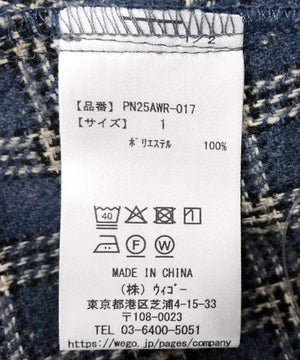 1/2
【品番】 PN25AWR-017
【サイズ】 1
ポリエステル 100%
40 1
F W
MADE IN CHINA
(株) ウィゴー
東京都港区芝浦4-15-33
〒108-0023
TEL 03-6400-5051
https://wego.jp/pages/company